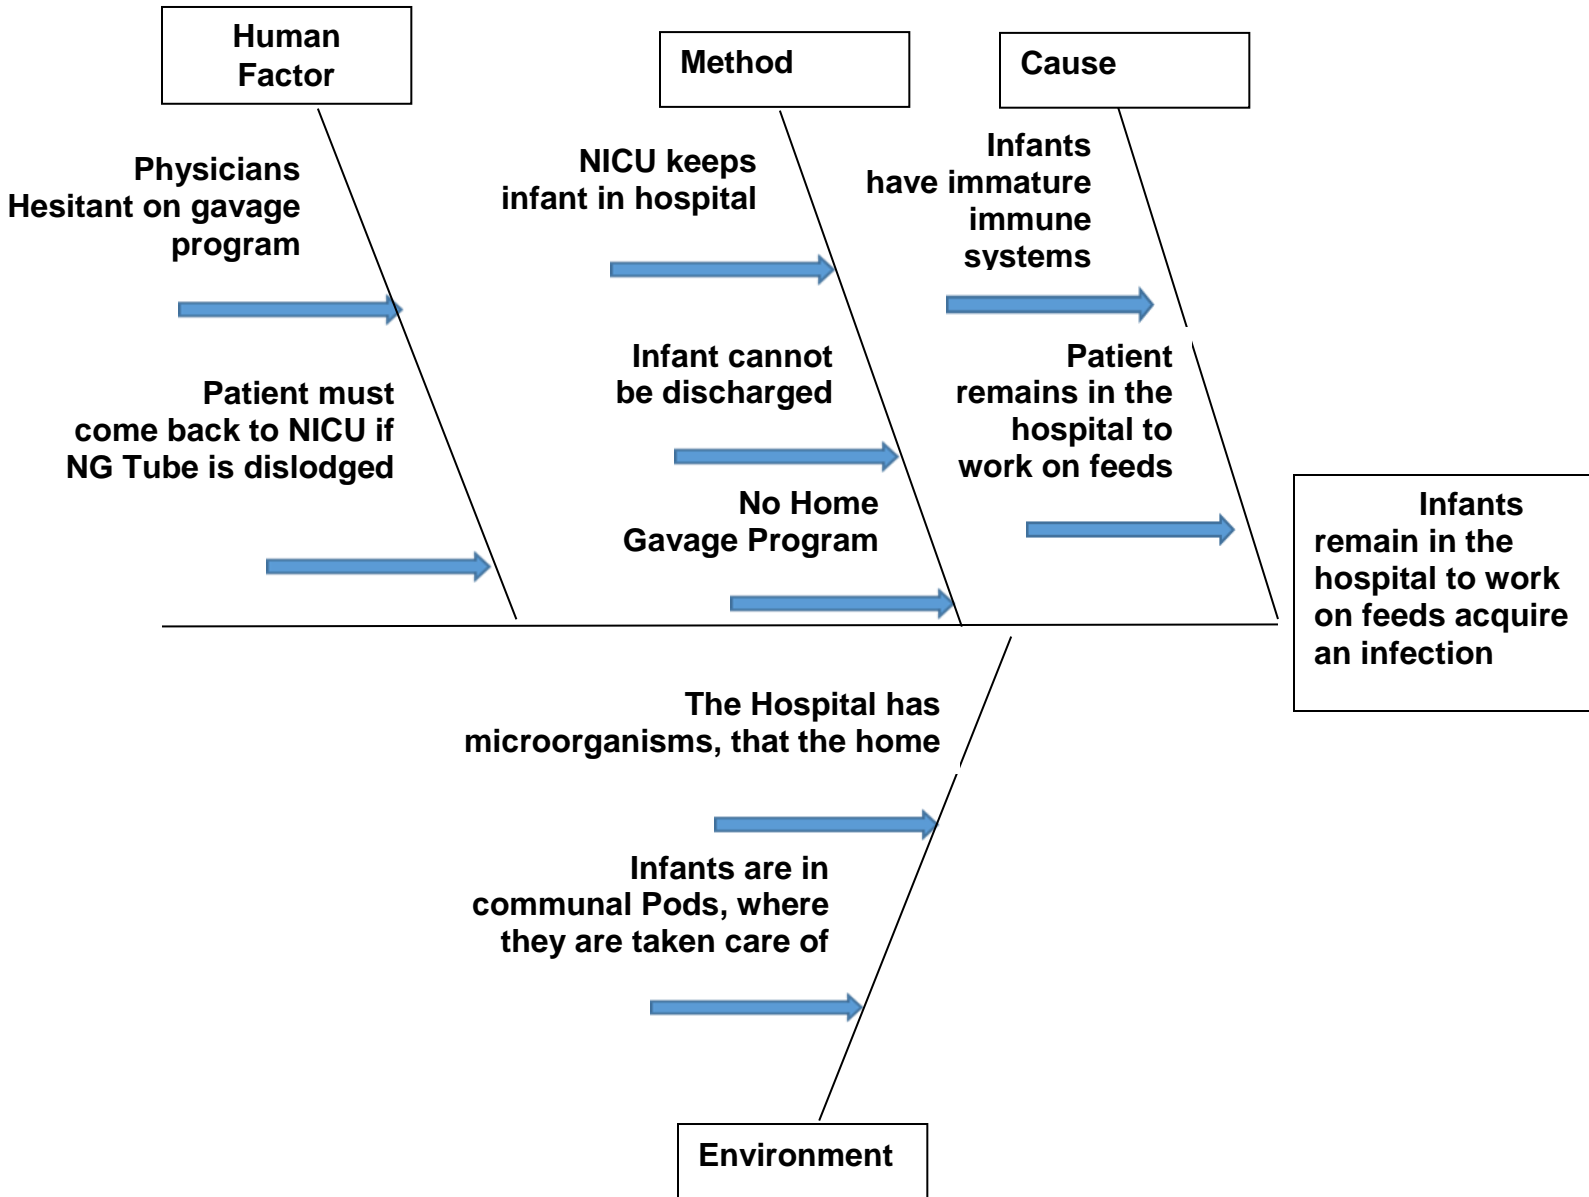 Human
Factor
Method
Cause
Physicians
Hesitant on gavage
program
Patient must
come back to NICU if
NG Tube is dislodged
NICU keeps
infant in hospital
Infant cannot
be discharged
No Home
Gavage Program
Infants
have immature
immune
systems
Patient
remains in the
hospital to
work on feeds
Infants
remain in the
hospital to work
on feeds acquire
an infection
The Hospital has
microorganisms, that the home
Infants are in
communal Pods, where
they are taken care of
Environment